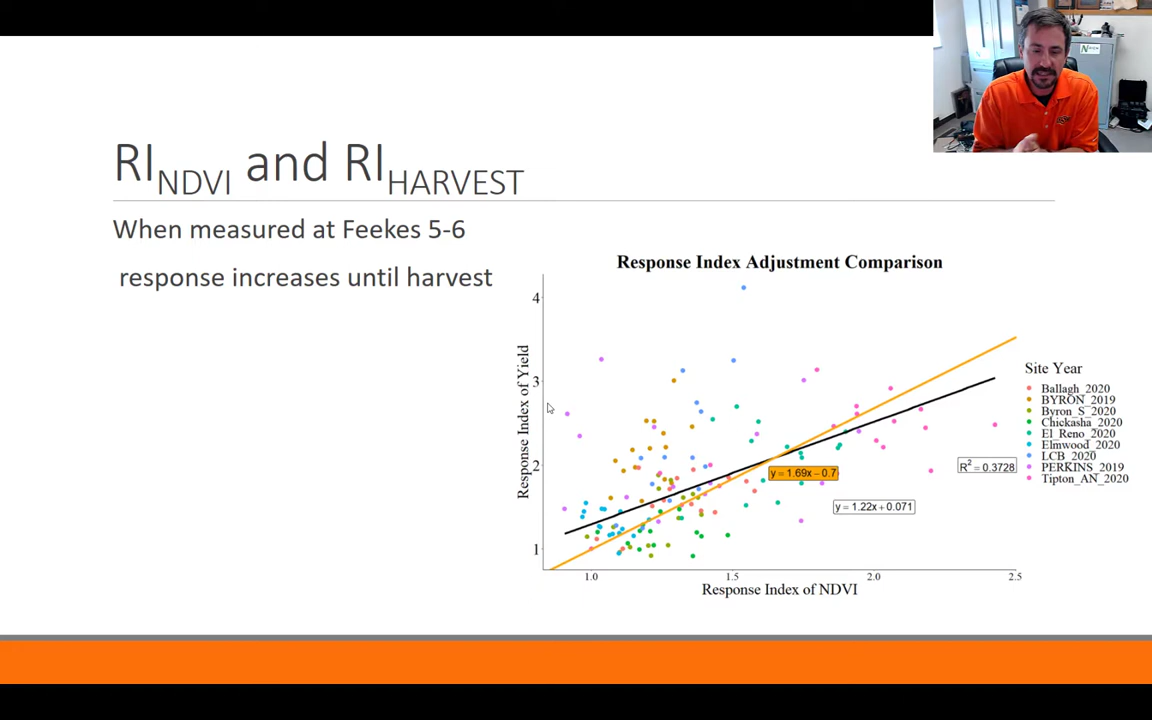 RINDVI and RIHARVEST
When measured at Feekes 5-6
response increases until harvest
Response Index Adjustment Comparison
4
3
2
1
Response Index of Yield
1.0 1.5 2.0 2.5
Response Index of NDVI
y = 1.69x − 0.7
y = 1.22x + 0.071
R2 = 0.3728
Site Year
Ballagh_2020
BYRON_2019
Byron_S_2020
Chickasha_2020
El_Reno_2020
Elmwood_2020
LCB_2020
PERKINS_2019
Tipton_AN_2020